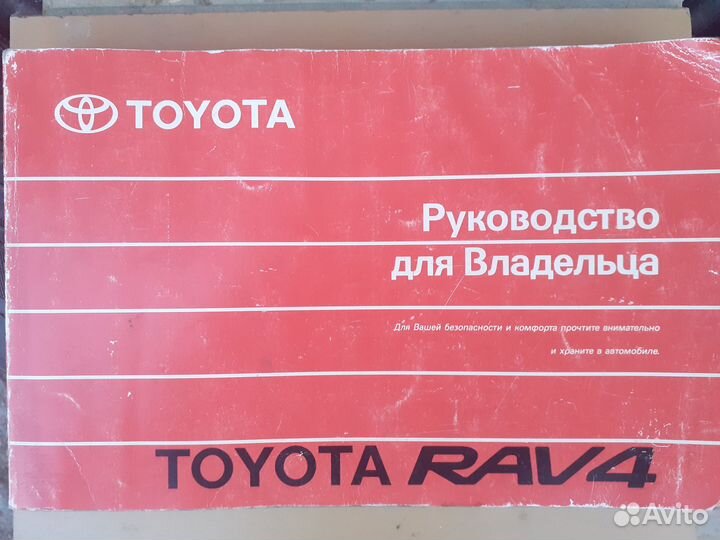 TOYOTA
Руководство
для Владельца
Для Вашей безопасности и комфорта прочтите внимательно
и храните в автомобиле.
TOYOTA RAV4
Avito